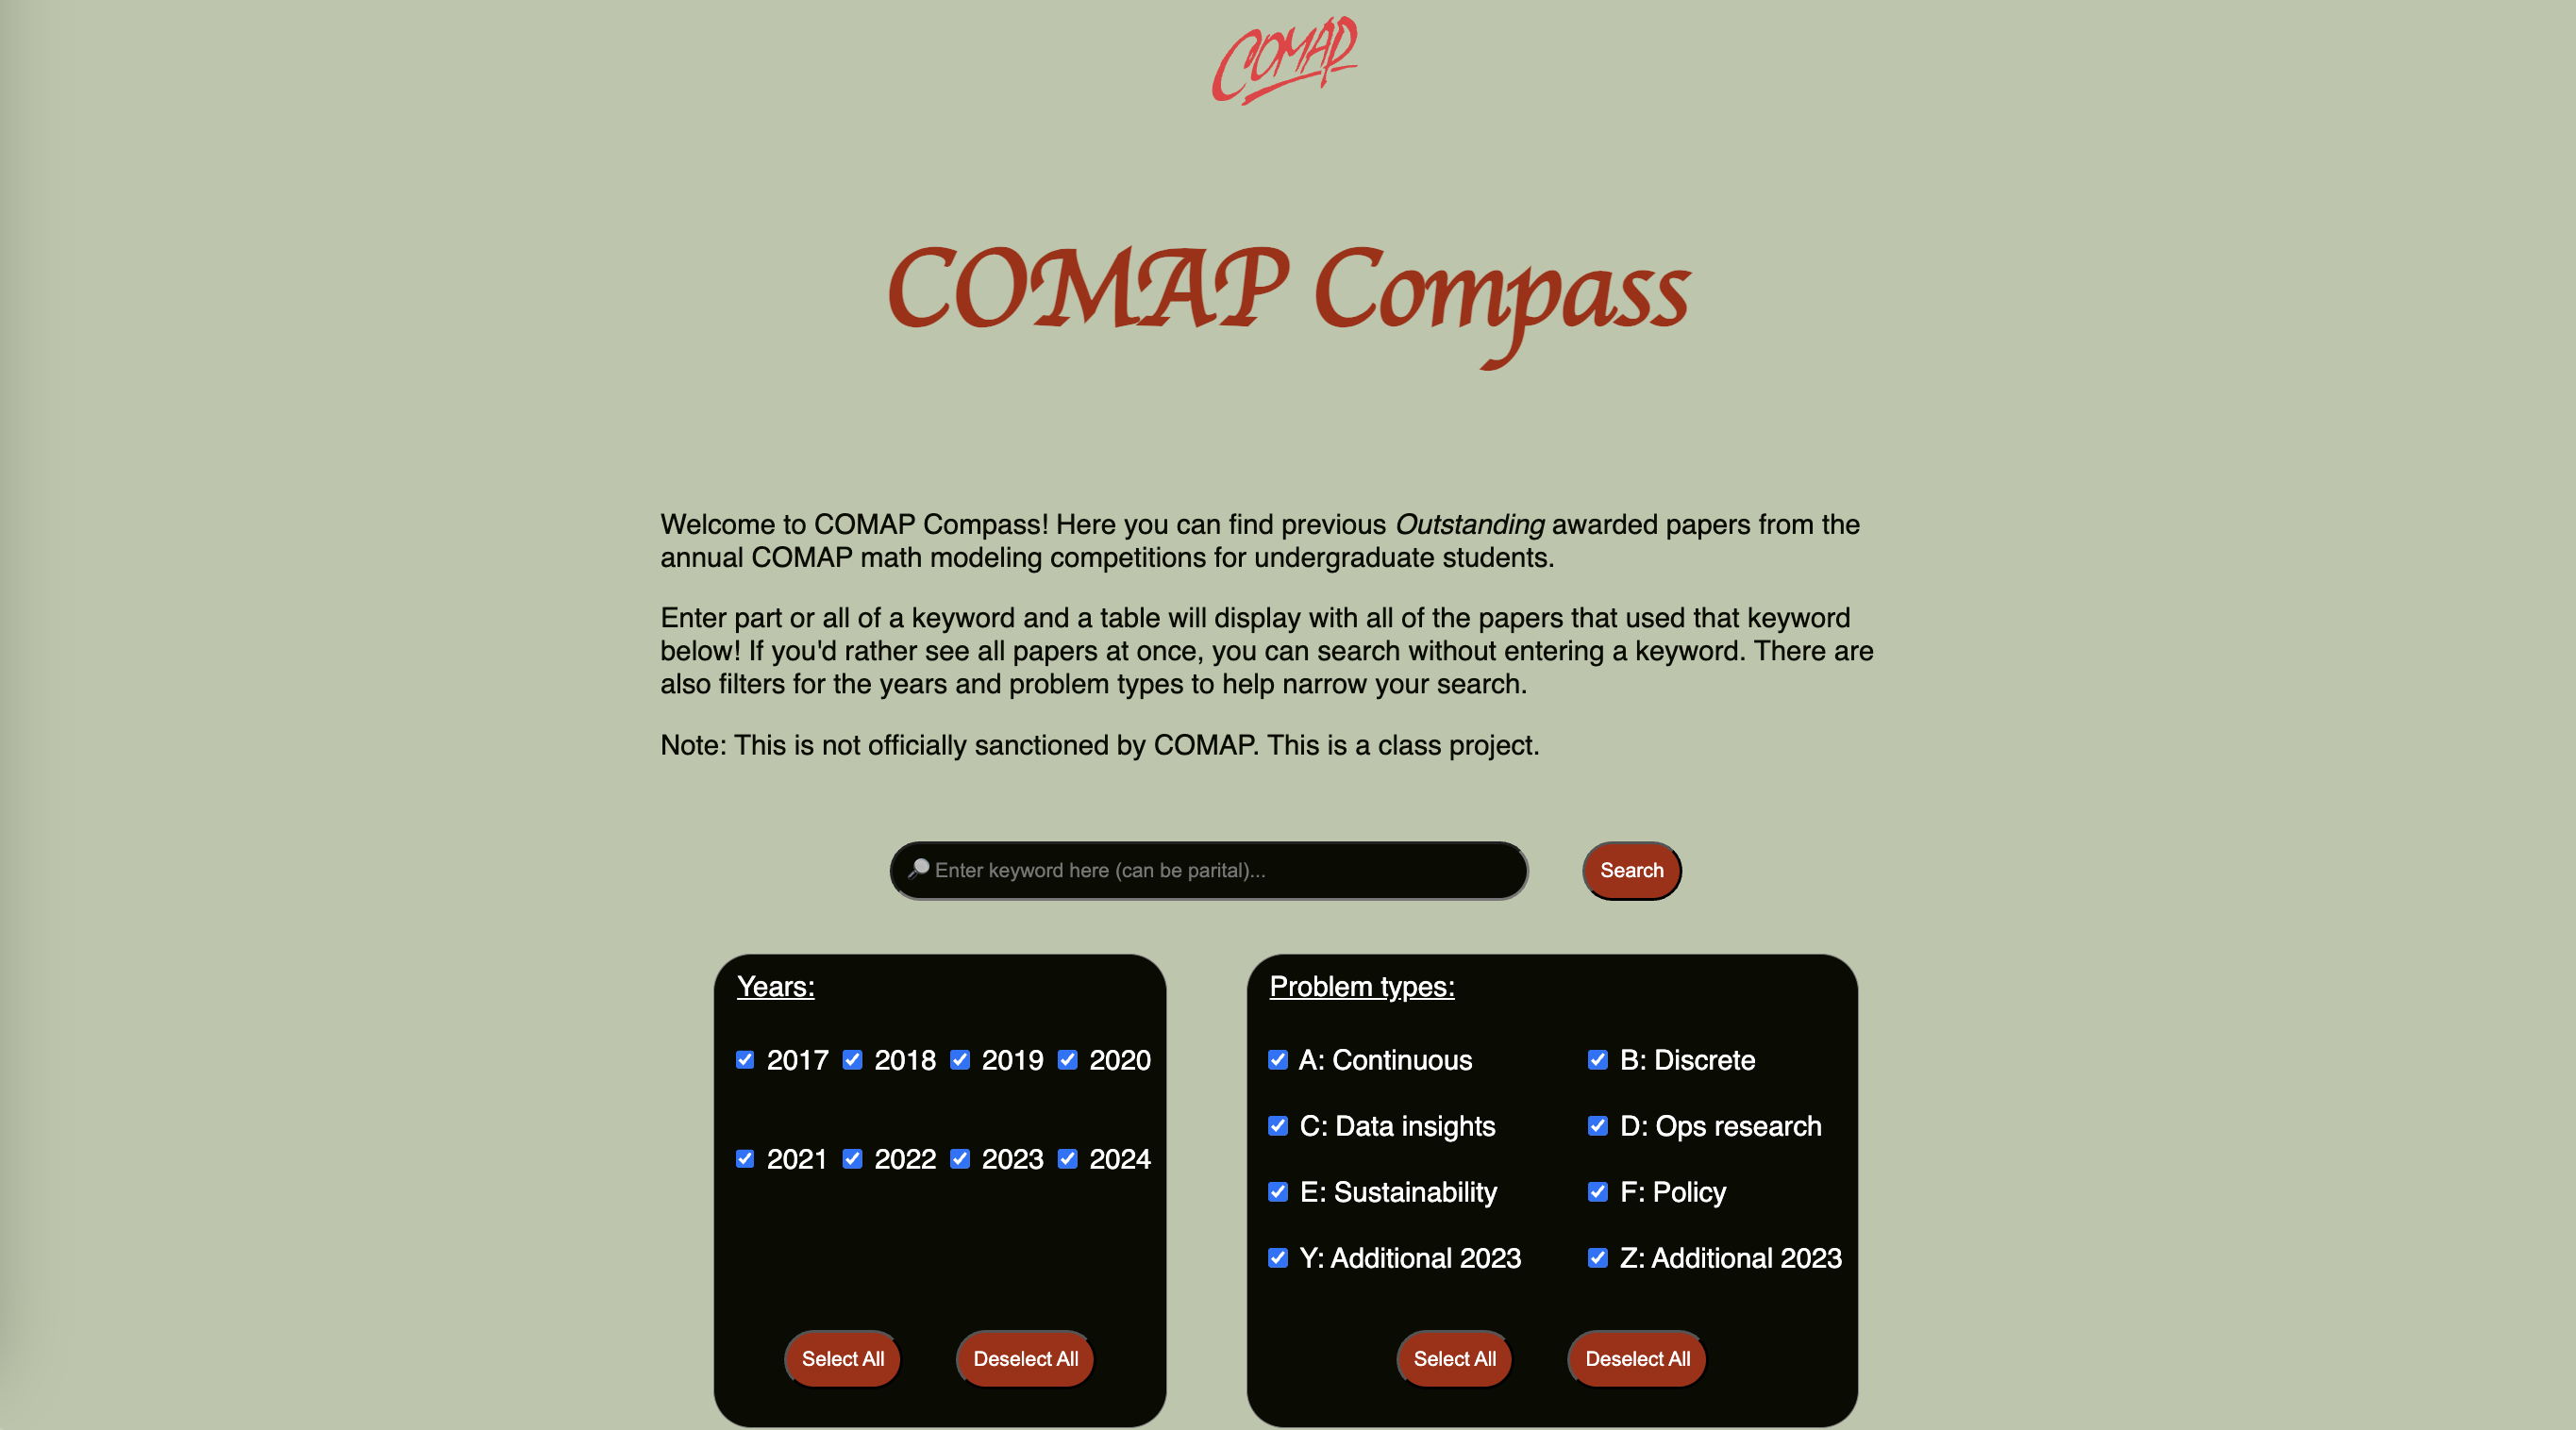 COMAP
COMAP Compass
Welcome to COMAP Compass! Here you can find previous Outstanding awarded papers from the
annual COMAP math modeling competitions for undergraduate students.
Enter part or all of a keyword and a table will display with all of the papers that used that keyword
below! If you'd rather see all papers at once, you can search without entering a keyword. There are
also filters for the years and problem types to help narrow your search.
Note: This is not officially sanctioned by COMAP. This is a class project.
Enter keyword here (can be parital)... Search
Years:
2017 2018 2019 2020
2021 2022 2023 2024
Select All Deselect All
Problem types:
A: Continuous B: Discrete
C: Data insights D: Ops research
E: Sustainability F: Policy
Y: Additional 2023 Z: Additional 2023
Select All Deselect All